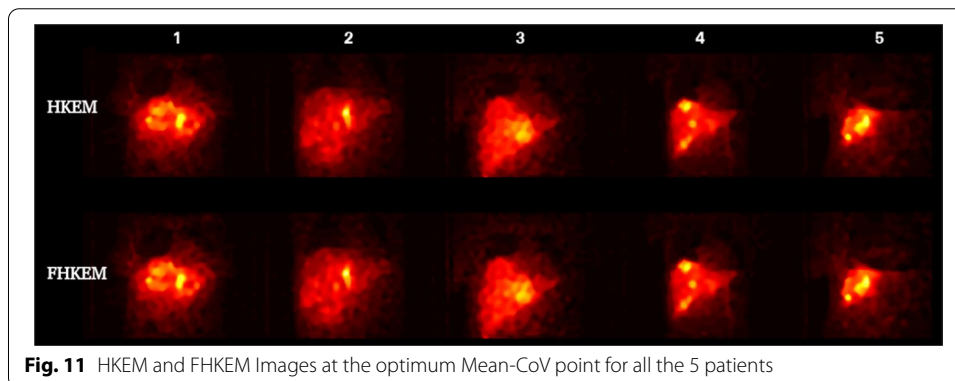 1 2 3 4 5
HKEM
FHKEM
Fig. 11 HKEM and FHKEM Images at the optimum Mean-CoV point for all the 5 patients